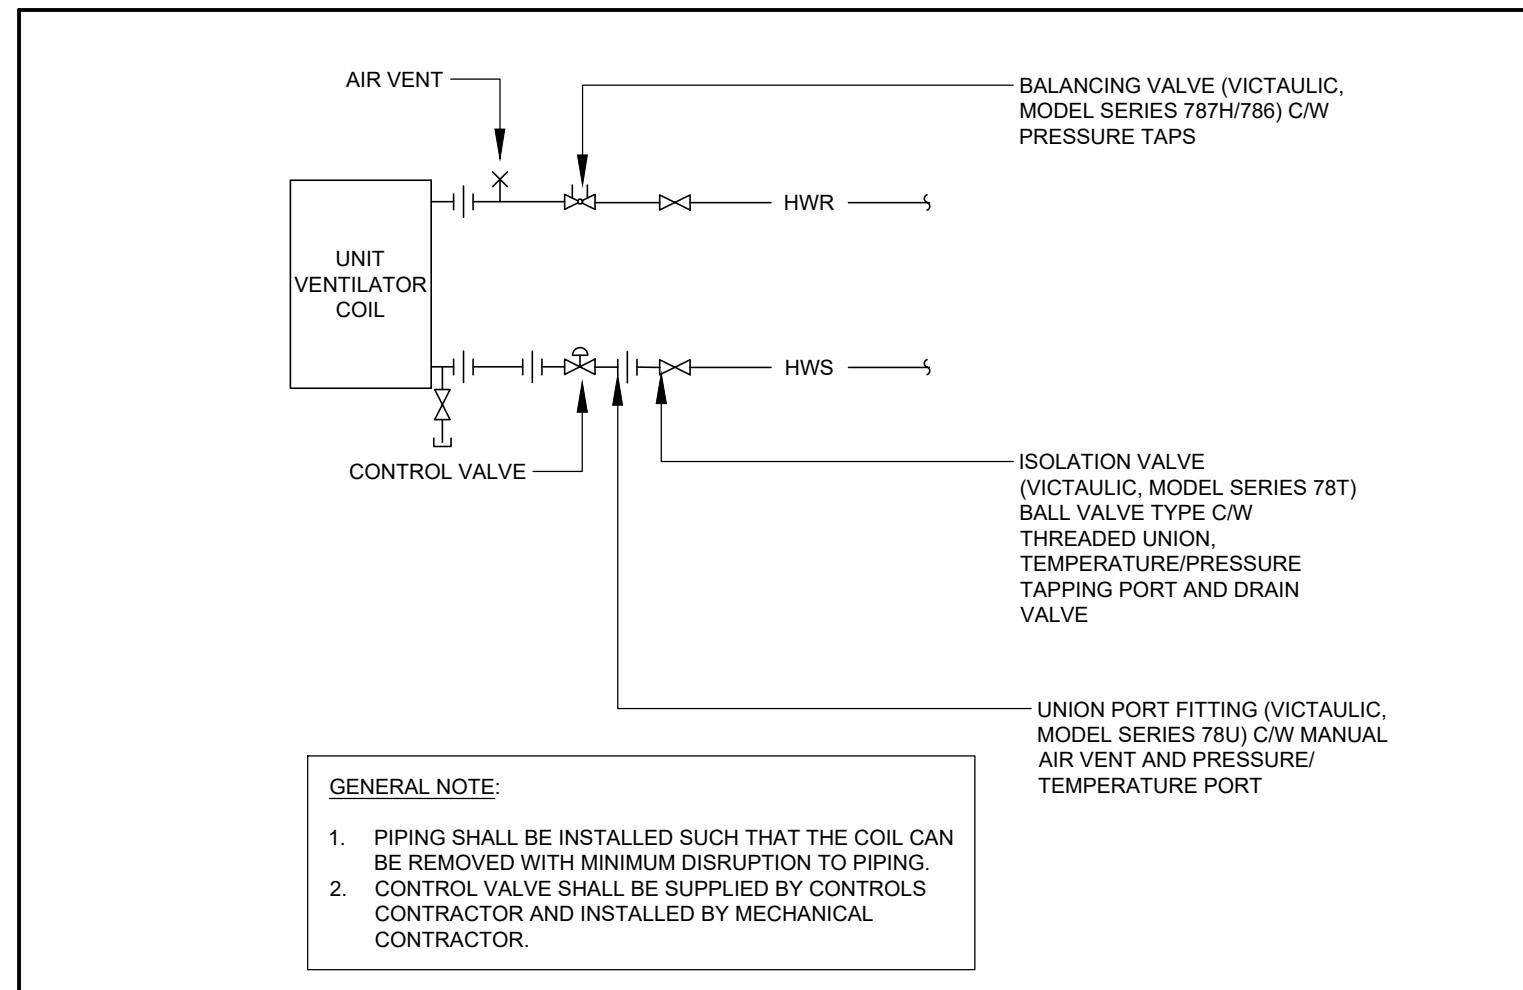 AIR VENT
BALANCING VALVE (VICTAULIC,
MODEL SERIES 787H/786) C/W
PRESSURE TAPS
HWR
UNIT
VENTILATOR
COIL
HWS
CONTROL VALVE
ISOLATION VALVE
(VICTAULIC, MODEL SERIES 78T)
BALL VALVE TYPE C/W
THREADED UNION,
TEMPERATURE/PRESSURE
TAPPING PORT AND DRAIN
VALVE
UNION PORT FITTING (VICTAULIC,
MODEL SERIES 78U) C/W MANUAL
AIR VENT AND PRESSURE/
TEMPERATURE PORT
GENERAL NOTE:
1. PIPING SHALL BE INSTALLED SUCH THAT THE COIL CAN
BE REMOVED WITH MINIMUM DISRUPTION TO PIPING.
2. CONTROL VALVE SHALL BE SUPPLIED BY CONTROLS
CONTRACTOR AND INSTALLED BY MECHANICAL
CONTRACTOR.